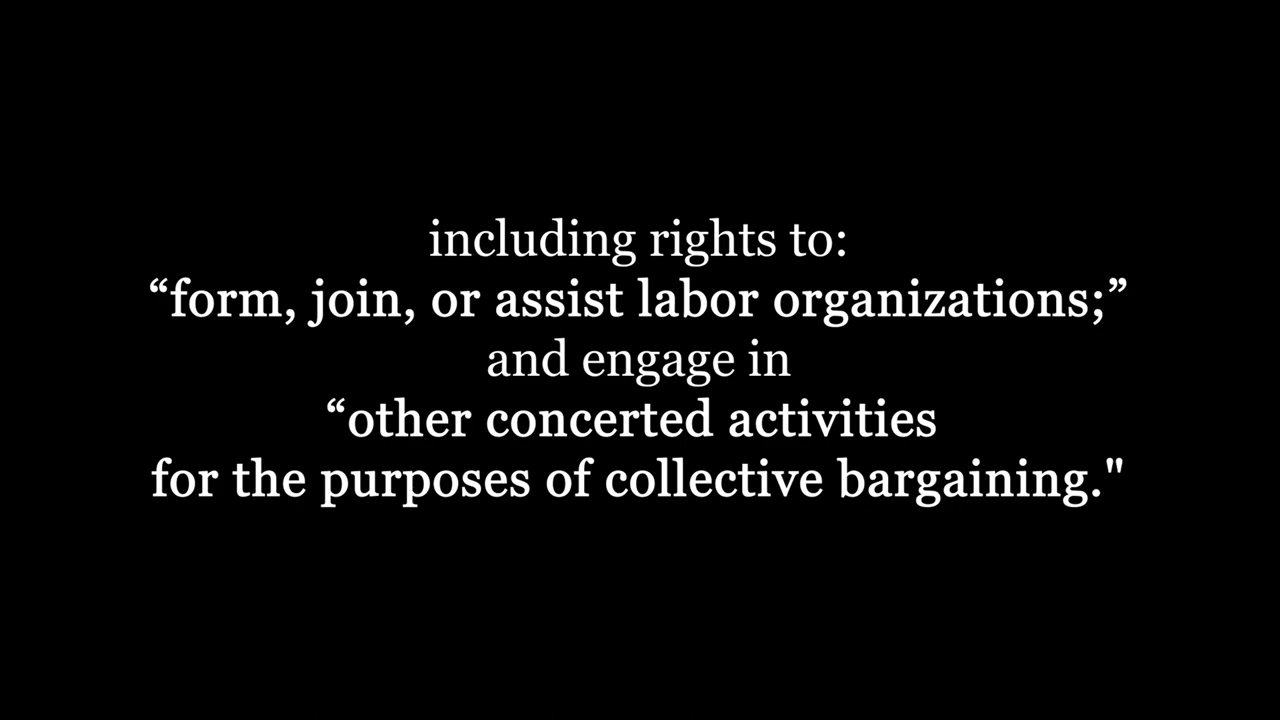 including rights to:
“form, join, or assist labor organizations;”
and engage in
“other concerted activities
for the purposes of collective bargaining."